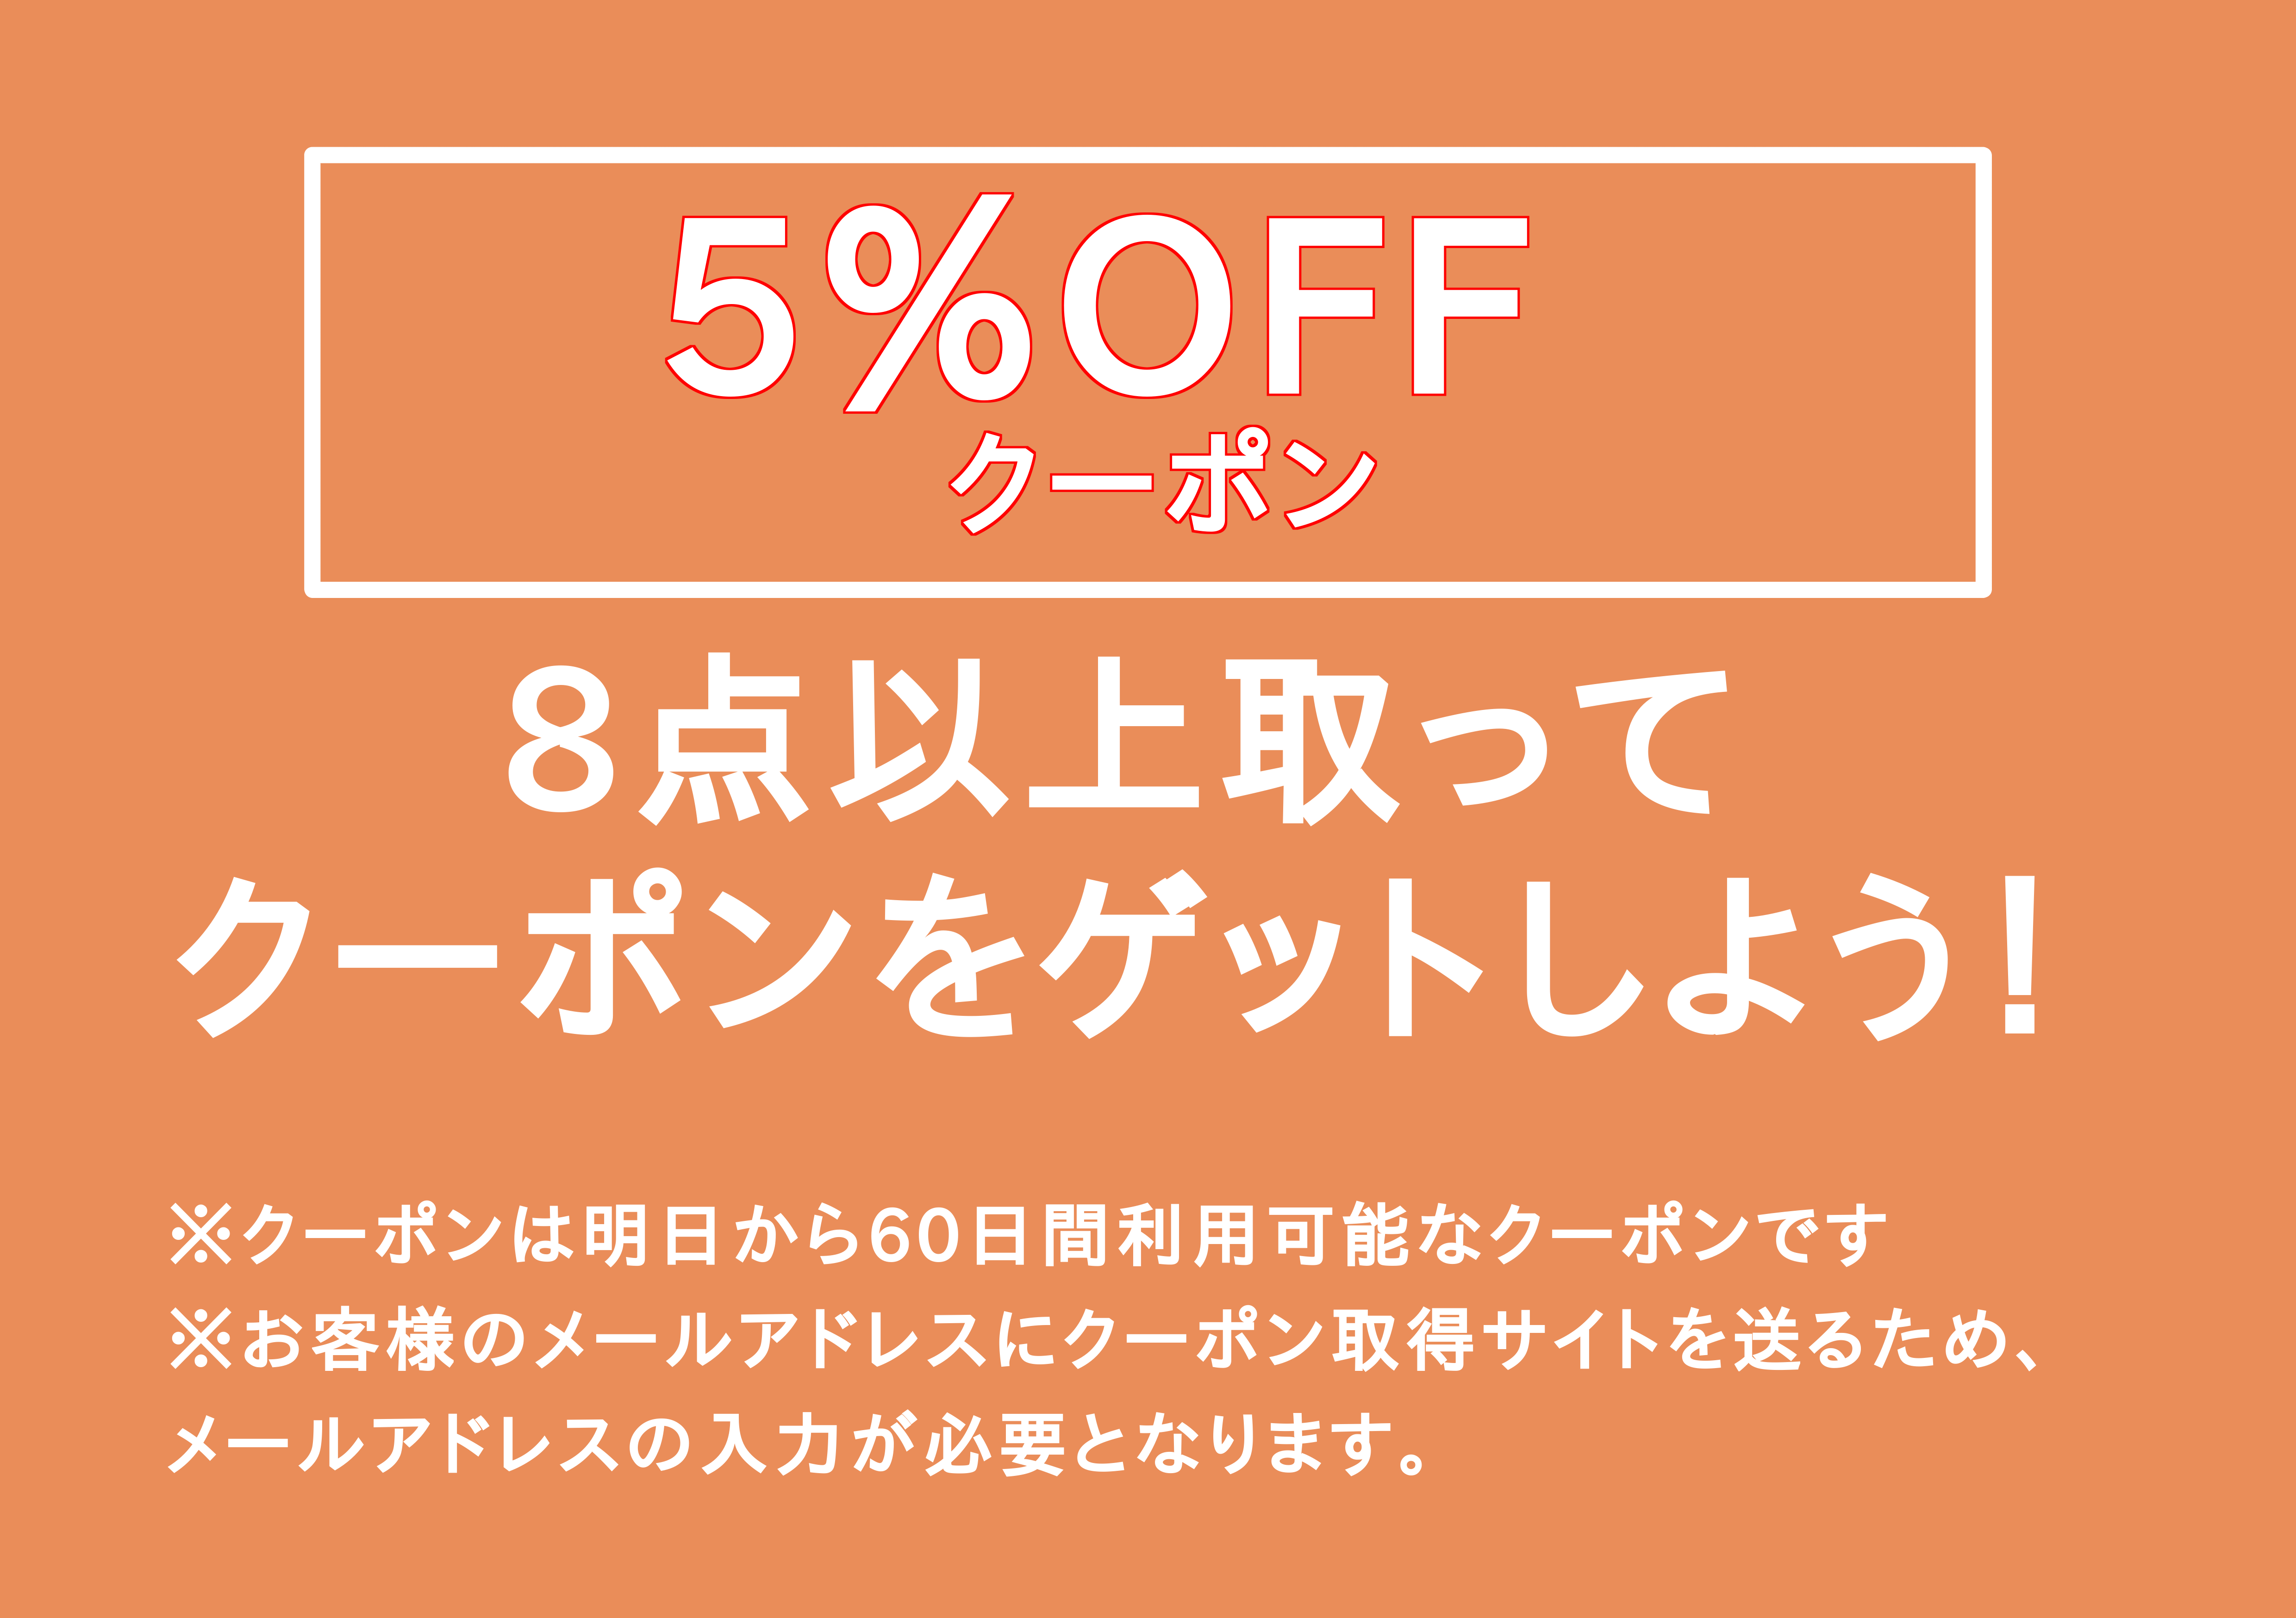 5%OFF
クーポン
8点以上取って
クーポンをゲットしよう！
※クーポンは明日から60日間利用可能なクーポンです
※お客様のメールアドレスにクーポン取得サイトを送るため、
メールアドレスの入力が必要となります。